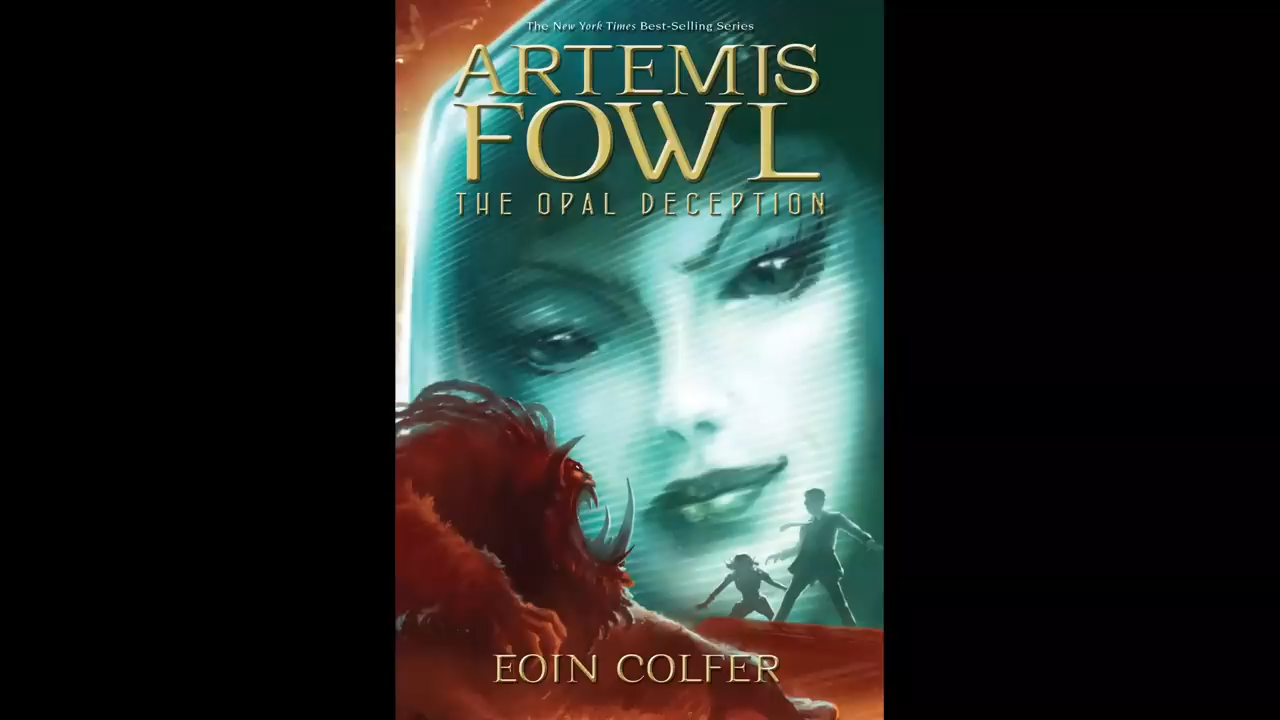 The New York Times Best-Selling Series
ARTEMIS
FOWL
THE OPAL DECEPTION
EOIN COLFER